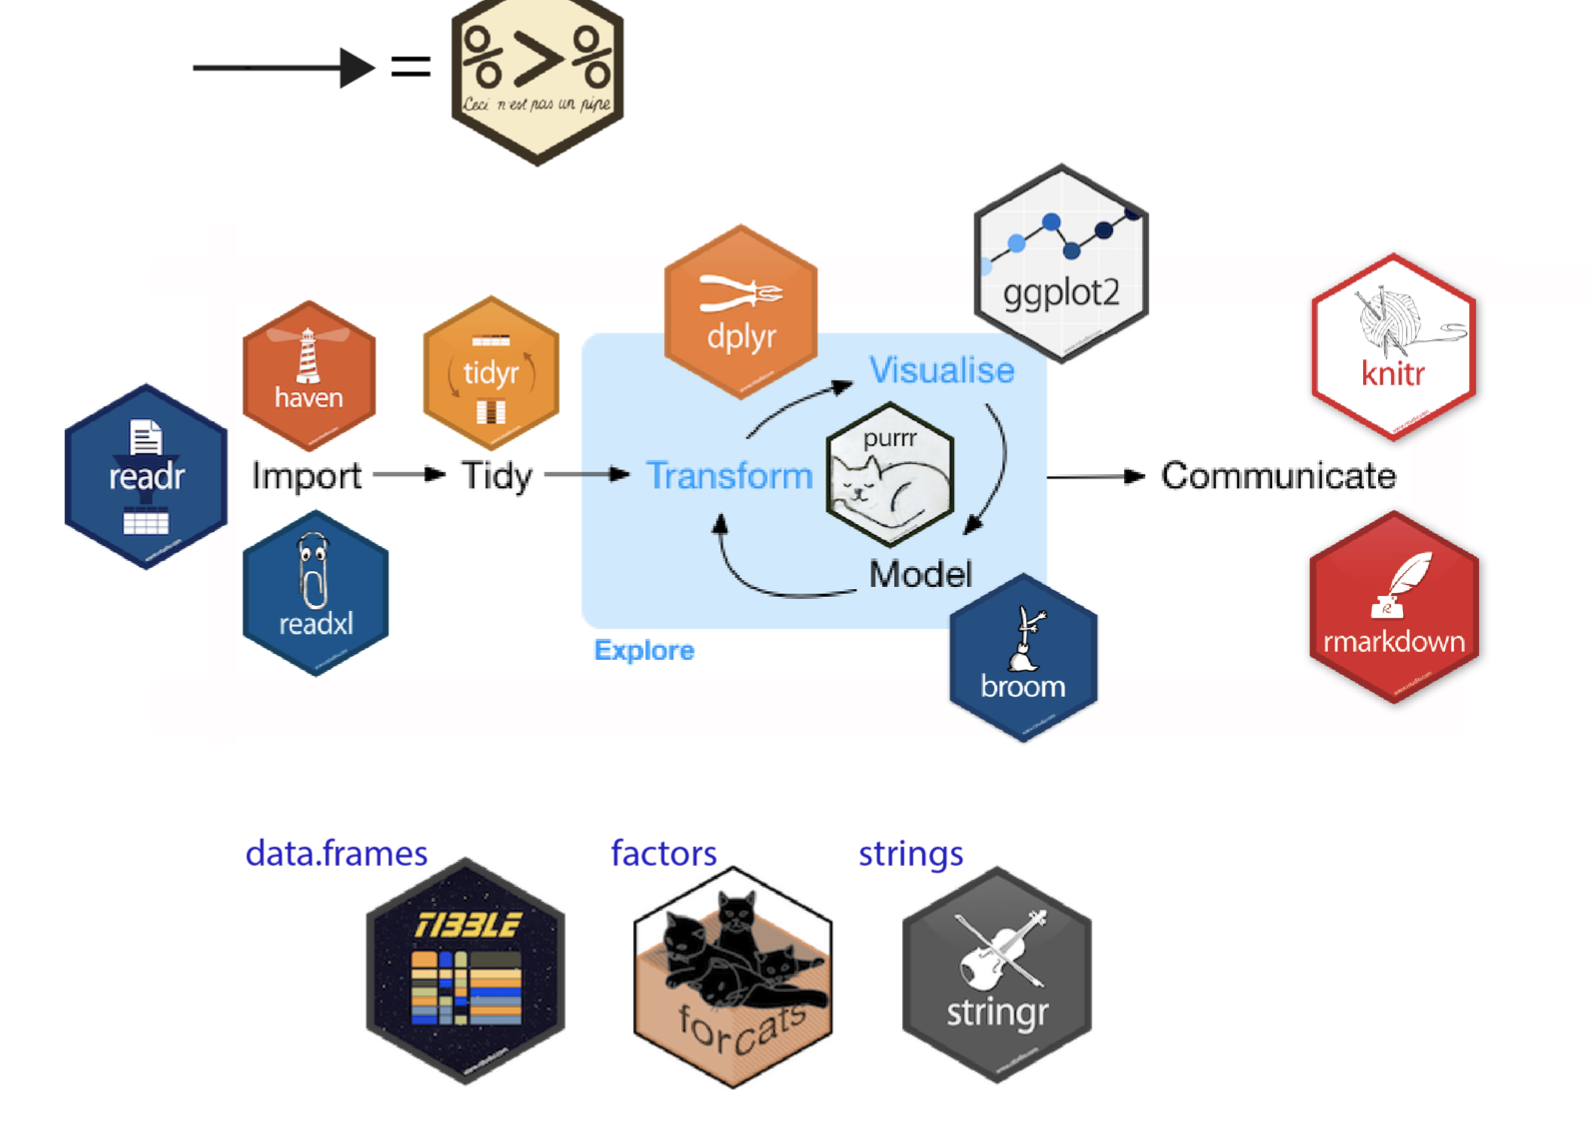 =
%>%
Ceci n'est pas un pipe
ggplot2
dplyr
haven
tidyr
knitr
readr
Visualise
purrr
Import
Tidy
Transform
Communicate
Model
readxl
Explore
broom
rmarkdown
data.frames
factors
strings
TIBBLE
forcats
stringr